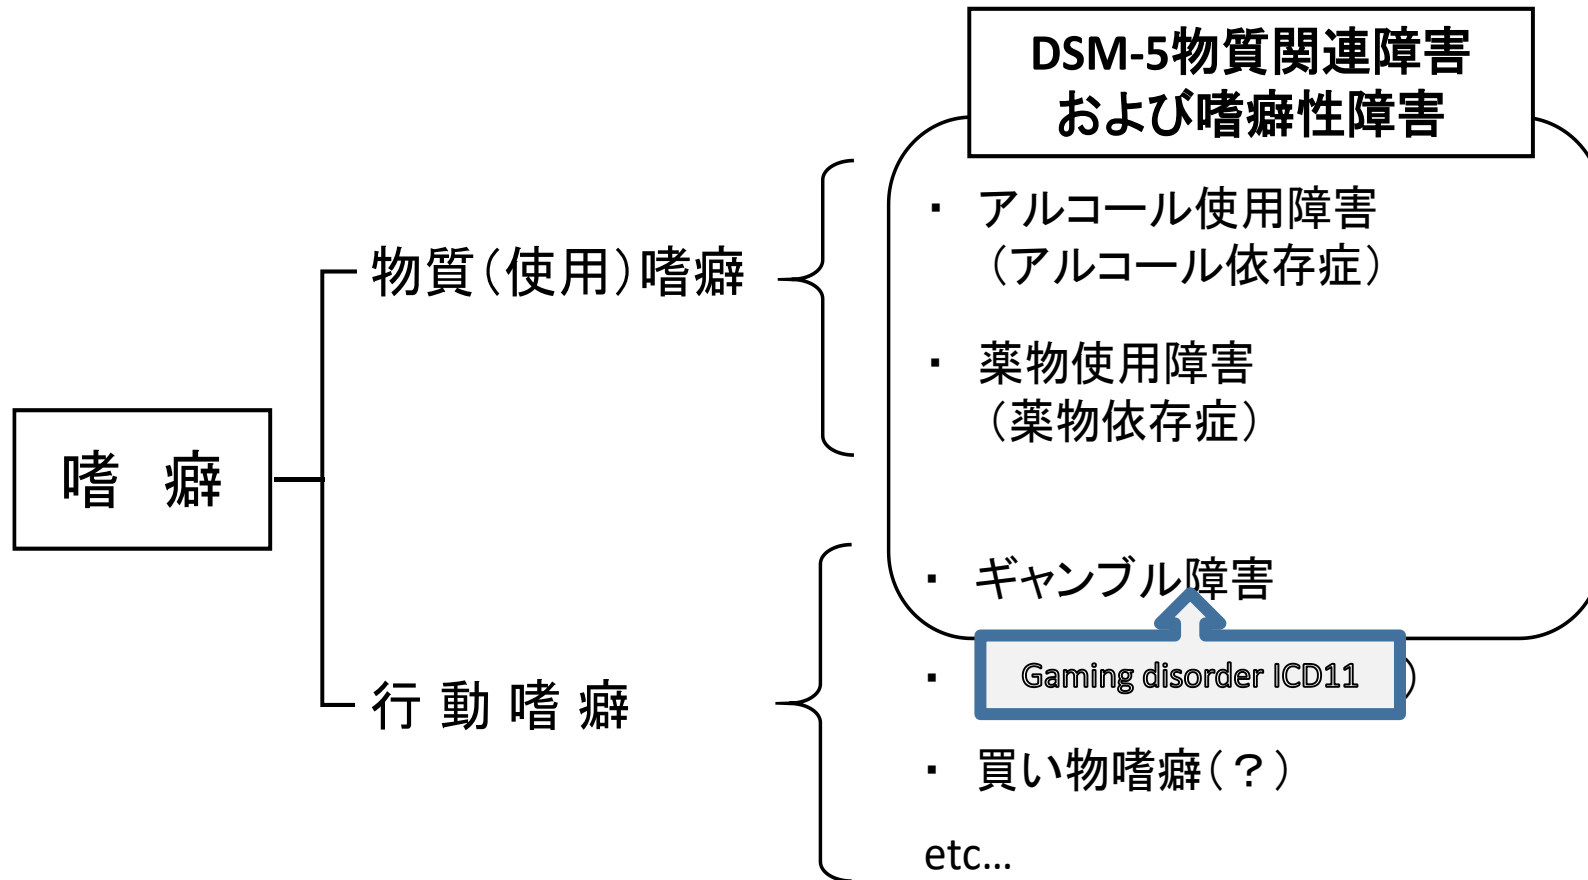 DSM-5物質関連障害
および嗜癖性障害
嗜 癖
物質(使用)嗜癖
・ アルコール使用障害
(アルコール依存症)
・ 薬物使用障害
(薬物依存症)
行動嗜癖
・ ギャンブル障害
・ Gaming disorder ICD11 )
・ 買い物嗜癖(?)
etc…